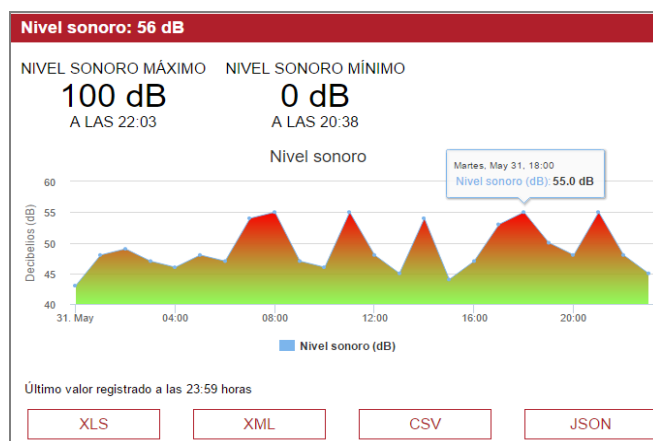 Nivel sonoro: 56 dB
NIVEL SONORO MÁXIMO NIVEL SONORO MÍNIMO
100 dB 0 dB
A LAS 22:03 A LAS 20:38
Nivel sonoro
Martes, May 31, 18:00
Nivel sonoro (dB): 55.0 dB
60
55
50
45
40
Decibelios (dB)
31. May 04:00 08:00 12:00 16:00 20:00
Nivel sonoro (dB)
Último valor registrado a las 23:59 horas
XLS XML CSV JSON